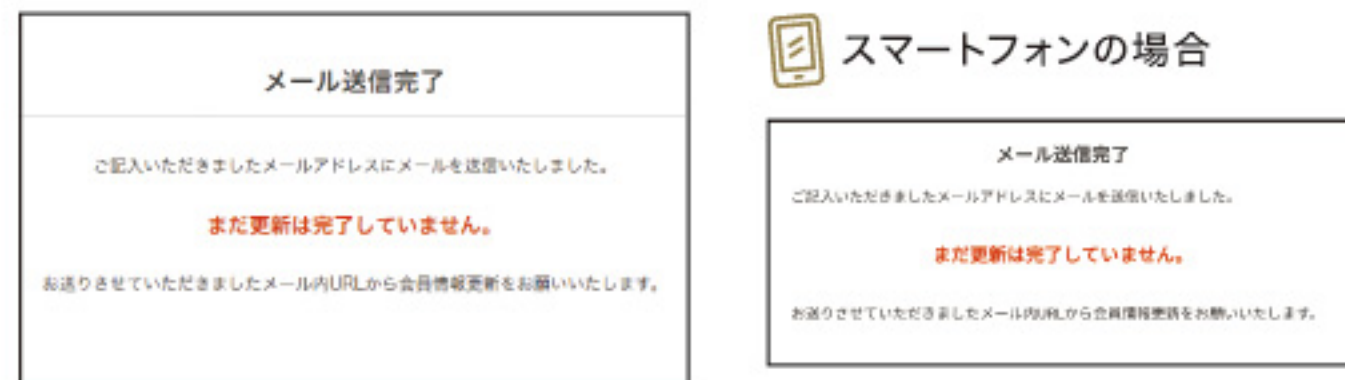 メール送信完了
ご記入いただきましたメールアドレスにメールを送信いたしました。
まだ更新は完了していません。
お送りさせていただきましたメール内URLから会員情報更新をお願いいたします。
スマートフォンの場合
メール送信完了
ご記入いただきましたメールアドレスにメールを送信いたしました。
まだ更新は完了していません。
お送りさせていただきましたメール内URLから会員情報更新をお願いいたします。